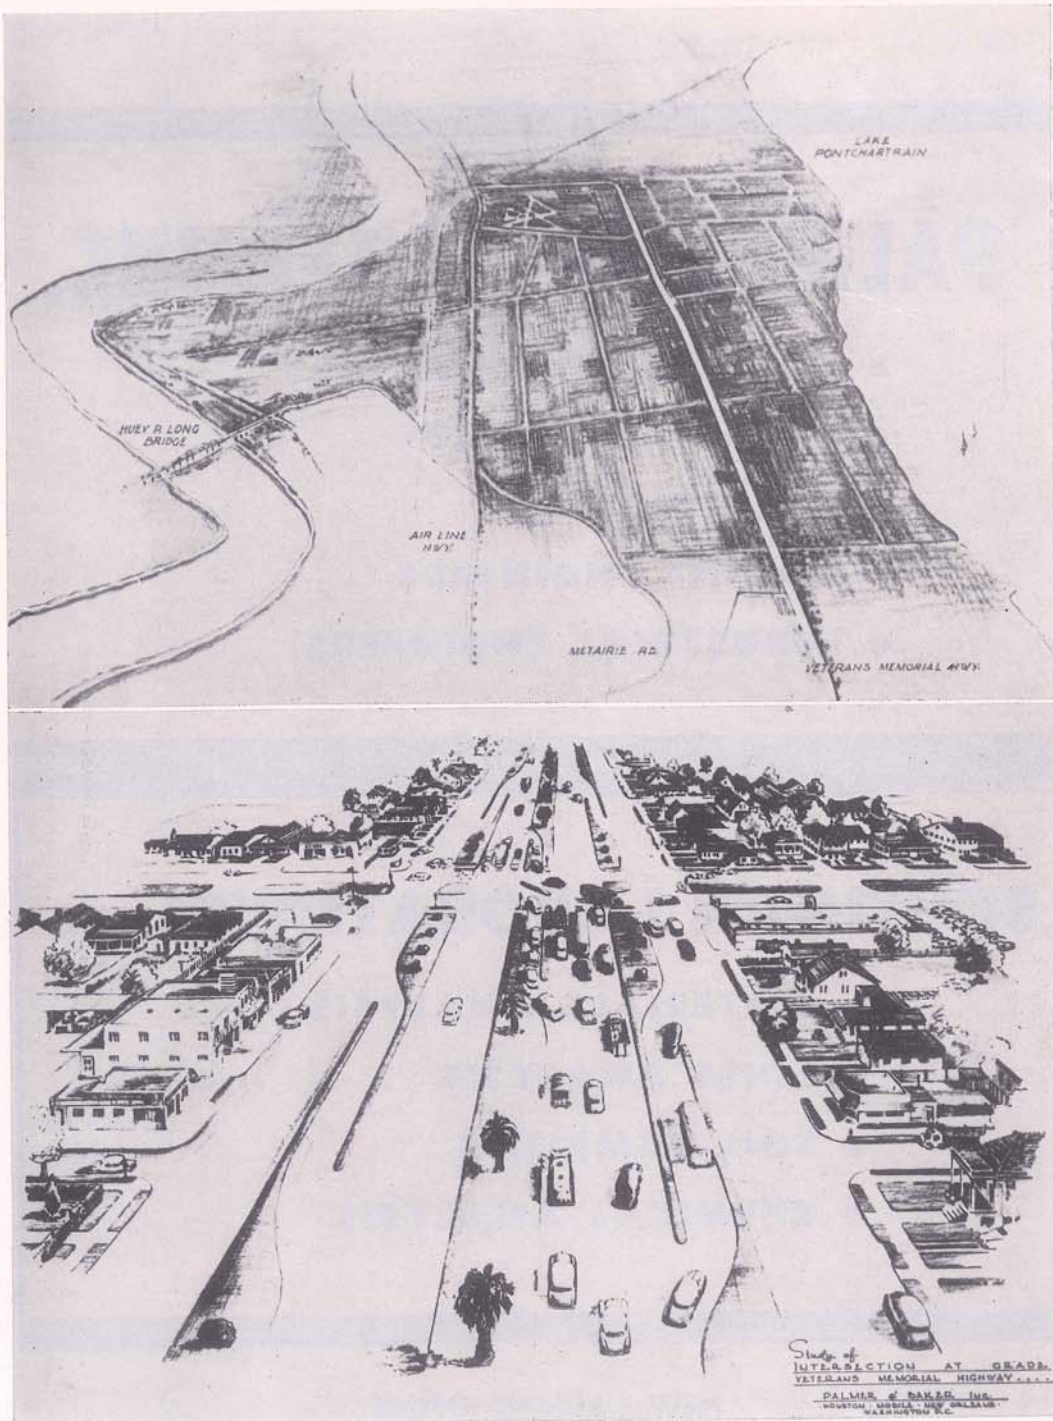 LAKE
PONTCHARTRAIN
HUEY P. LONG
BRIDGE
AIR LINE
HWY.
METAIRIE RD.
VETERANS MEMORIAL HWY.
Study of
INTERSECTION AT GRADE
VETERANS MEMORIAL HIGHWAY....
PALMER & BAKER Inc.
HOUSTON - MOBILE - NEW ORLEANS -
WASHINGTON D.C.